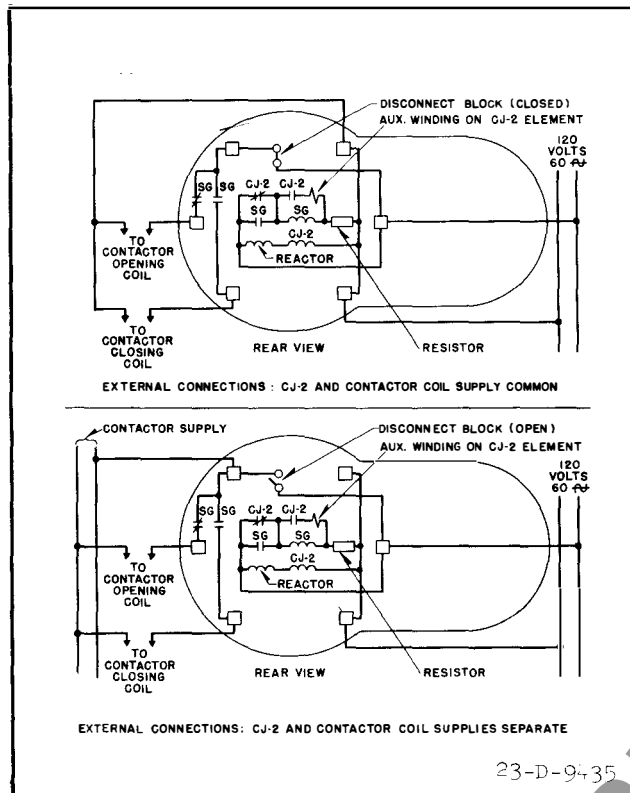 DISCONNECT BLOCK (CLOSED)
AUX. WINDING ON CJ-2 ELEMENT
120
VOLTS
60
SG
SG
CJ-2
CJ-2
SG
SG
CJ-2
REACTOR
TO
CONTACTOR
OPENING
COIL
TO
CONTACTOR
CLOSING
COIL
REAR VIEW
RESISTOR
EXTERNAL CONNECTIONS : CJ-2 AND CONTACTOR COIL SUPPLY COMMON
CONTACTOR SUPPLY
DISCONNECT BLOCK (OPEN)
AUX. WINDING ON CJ-2 ELEMENT
120
VOLTS
60
SG
SG
CJ-2
CJ-2
SG
SG
CJ-2
REACTOR
TO
CONTACTOR
OPENING
COIL
TO
CONTACTOR
CLOSING
COIL
REAR VIEW
RESISTOR
EXTERNAL CONNECTIONS: CJ-2 AND CONTACTOR COIL SUPPLIES SEPARATE
23-D-9435